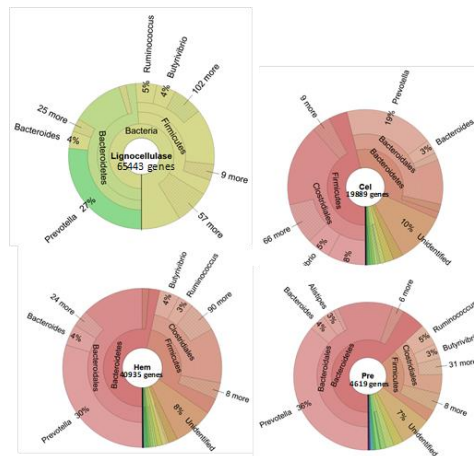 Ruminococcus
Butyrivibrio
102 more
5%
4%
25 more
Bacteria
Firmicutes
Bacteroides
4%
Lignocellulase
65443 genes
Bacteroidetes
9 more
Prevotella
27%
57 more
Prevotella
9 more
19%
Bacteroides
Bacteroidales
3%
Bacteroidetes
Cel
19889 genes
Firmicutes
Clostridiales
66 more
10%
Unidentified
5%
8%
Butyrivibrio
Ruminococcus
4%
3%
90 more
24 more
Clostridiales
Bacteroides
4%
Firmicutes
Hem
40935 genes
Bacteroidetes
Bacteroidales
8 more
Prevotella
30%
8%
Unidentified
6 more
Alistipes
3%
Bacteroides
4%
Ruminococcus
5%
Butyrivib
3%
31 more
Clostridiales
Firmicutes
Pre
4619 genes
Bacteroidetes
Bacteroidales
8 more
Prevotella
36%
7%
Unidentified